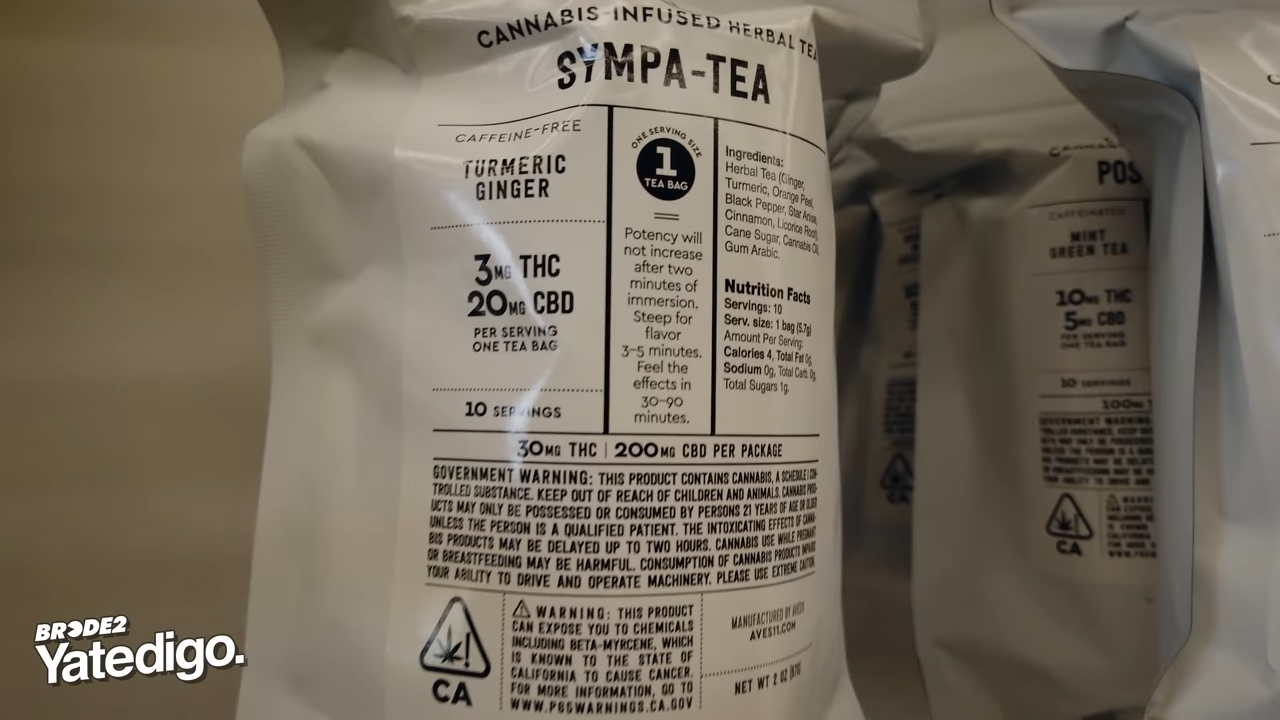 CANNABIS-INFUSED HERBAL TEA
SYMPA-TEA
CAFFEINE-FREE
TURMERIC
GINGER
3MG THC
20MG CBD
PER SERVING
ONE TEA BAG
10 SERVINGS
ONE SERVING SIZE
1
TEA BAG
Potency will
not increase
after two
minutes of
immersion.
Steep for
flavor
3-5 minutes.
Feel the
effects in
30-90
minutes.
Ingredients:
Herbal Tea (Ginger,
Turmeric, Orange Peel,
Black Pepper, Star Anise,
Cinnamon, Licorice Root),
Cane Sugar, Cannabis Oil,
Gum Arabic.
Nutrition Facts
Servings: 10
Serv. size: 1 bag (5.7g)
Amount Per Serving:
Calories 4, Total Fat 0g,
Sodium 0g, Total Carb. 0g,
Total Sugars 1g.
30MG THC | 200MG CBD PER PACKAGE
GOVERNMENT WARNING: THIS PRODUCT CONTAINS CANNABIS, A SCHEDULE I CON-
TROLLED SUBSTANCE. KEEP OUT OF REACH OF CHILDREN AND ANIMALS. CANNABIS PROD-
UCTS MAY ONLY BE POSSESSED OR CONSUMED BY PERSONS 21 YEARS OF AGE OR OLDER
UNLESS THE PERSON IS A QUALIFIED PATIENT. THE INTOXICATING EFFECTS OF CANNA-
BIS PRODUCTS MAY BE DELAYED UP TO TWO HOURS. CANNABIS USE WHILE PREGNANT
OR BREASTFEEDING MAY BE HARMFUL. CONSUMPTION OF CANNABIS PRODUCTS IMPAIRS
YOUR ABILITY TO DRIVE AND OPERATE MACHINERY. PLEASE USE EXTREME CAUTION
CA
WARNING: THIS PRODUCT
CAN EXPOSE YOU TO CHEMICALS
INCLUDING BETA-MYRCENE, WHICH
IS KNOWN TO THE STATE OF
CALIFORNIA TO CAUSE CANCER.
FOR MORE INFORMATION, GO TO
WWW.P65WARNINGS.CA.GOV
MANUFACTURED BY AVES11
AVES11.COM
NET WT 2 OZ (57G)
POS
CAFFEINATED
MINT
GREEN TEA
10MG THC
5MG CBD
PER SERVING
ONE TEA BAG
10 SERVINGS
100MG
GOVERNMENT WARNING
CA
BRODE2
Yatedigo.